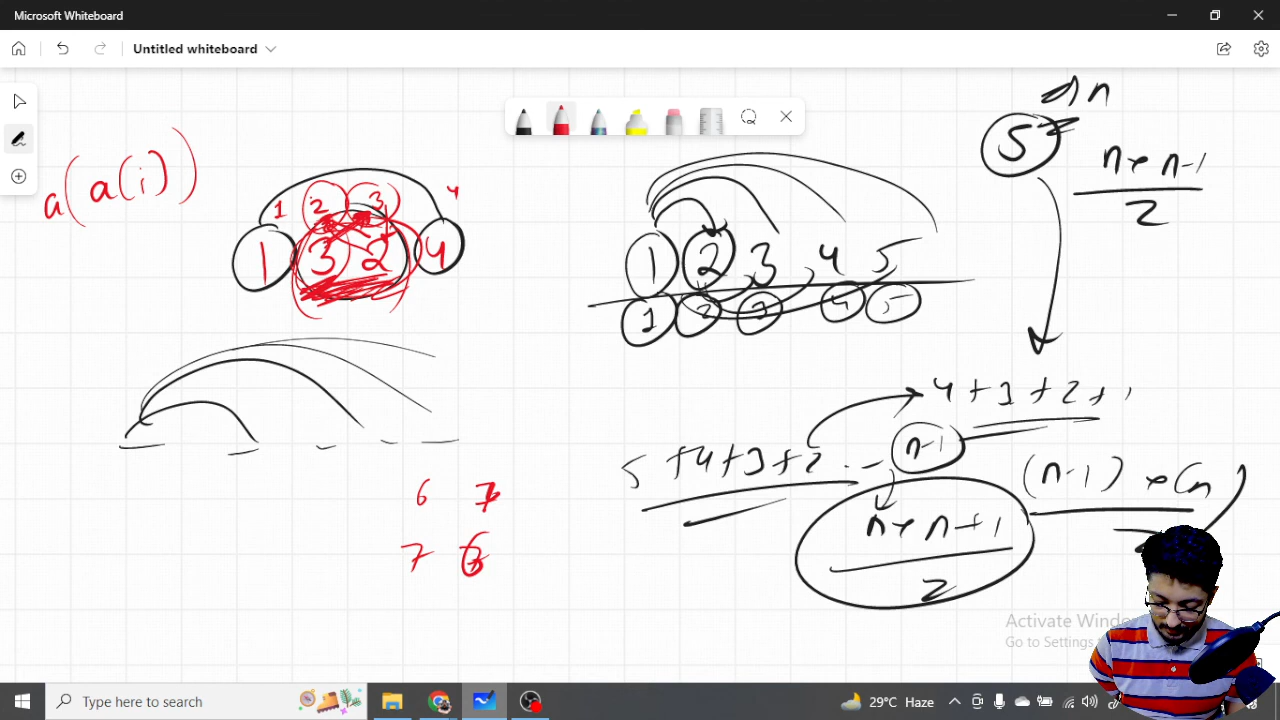 Microsoft Whiteboard
Untitled whiteboard
a(a(i))
1 2 3 4
1 3 2 4
1 2 3, 4 5
1 2 3 4 5
5
n * n-1
2
4+3+2+1
5+4+3+2 ... n-1
n * n+1
2
(n-1) * (n
6 7
7 6
Activate Windo
Go to Settings
Type here to search
29°C Haze